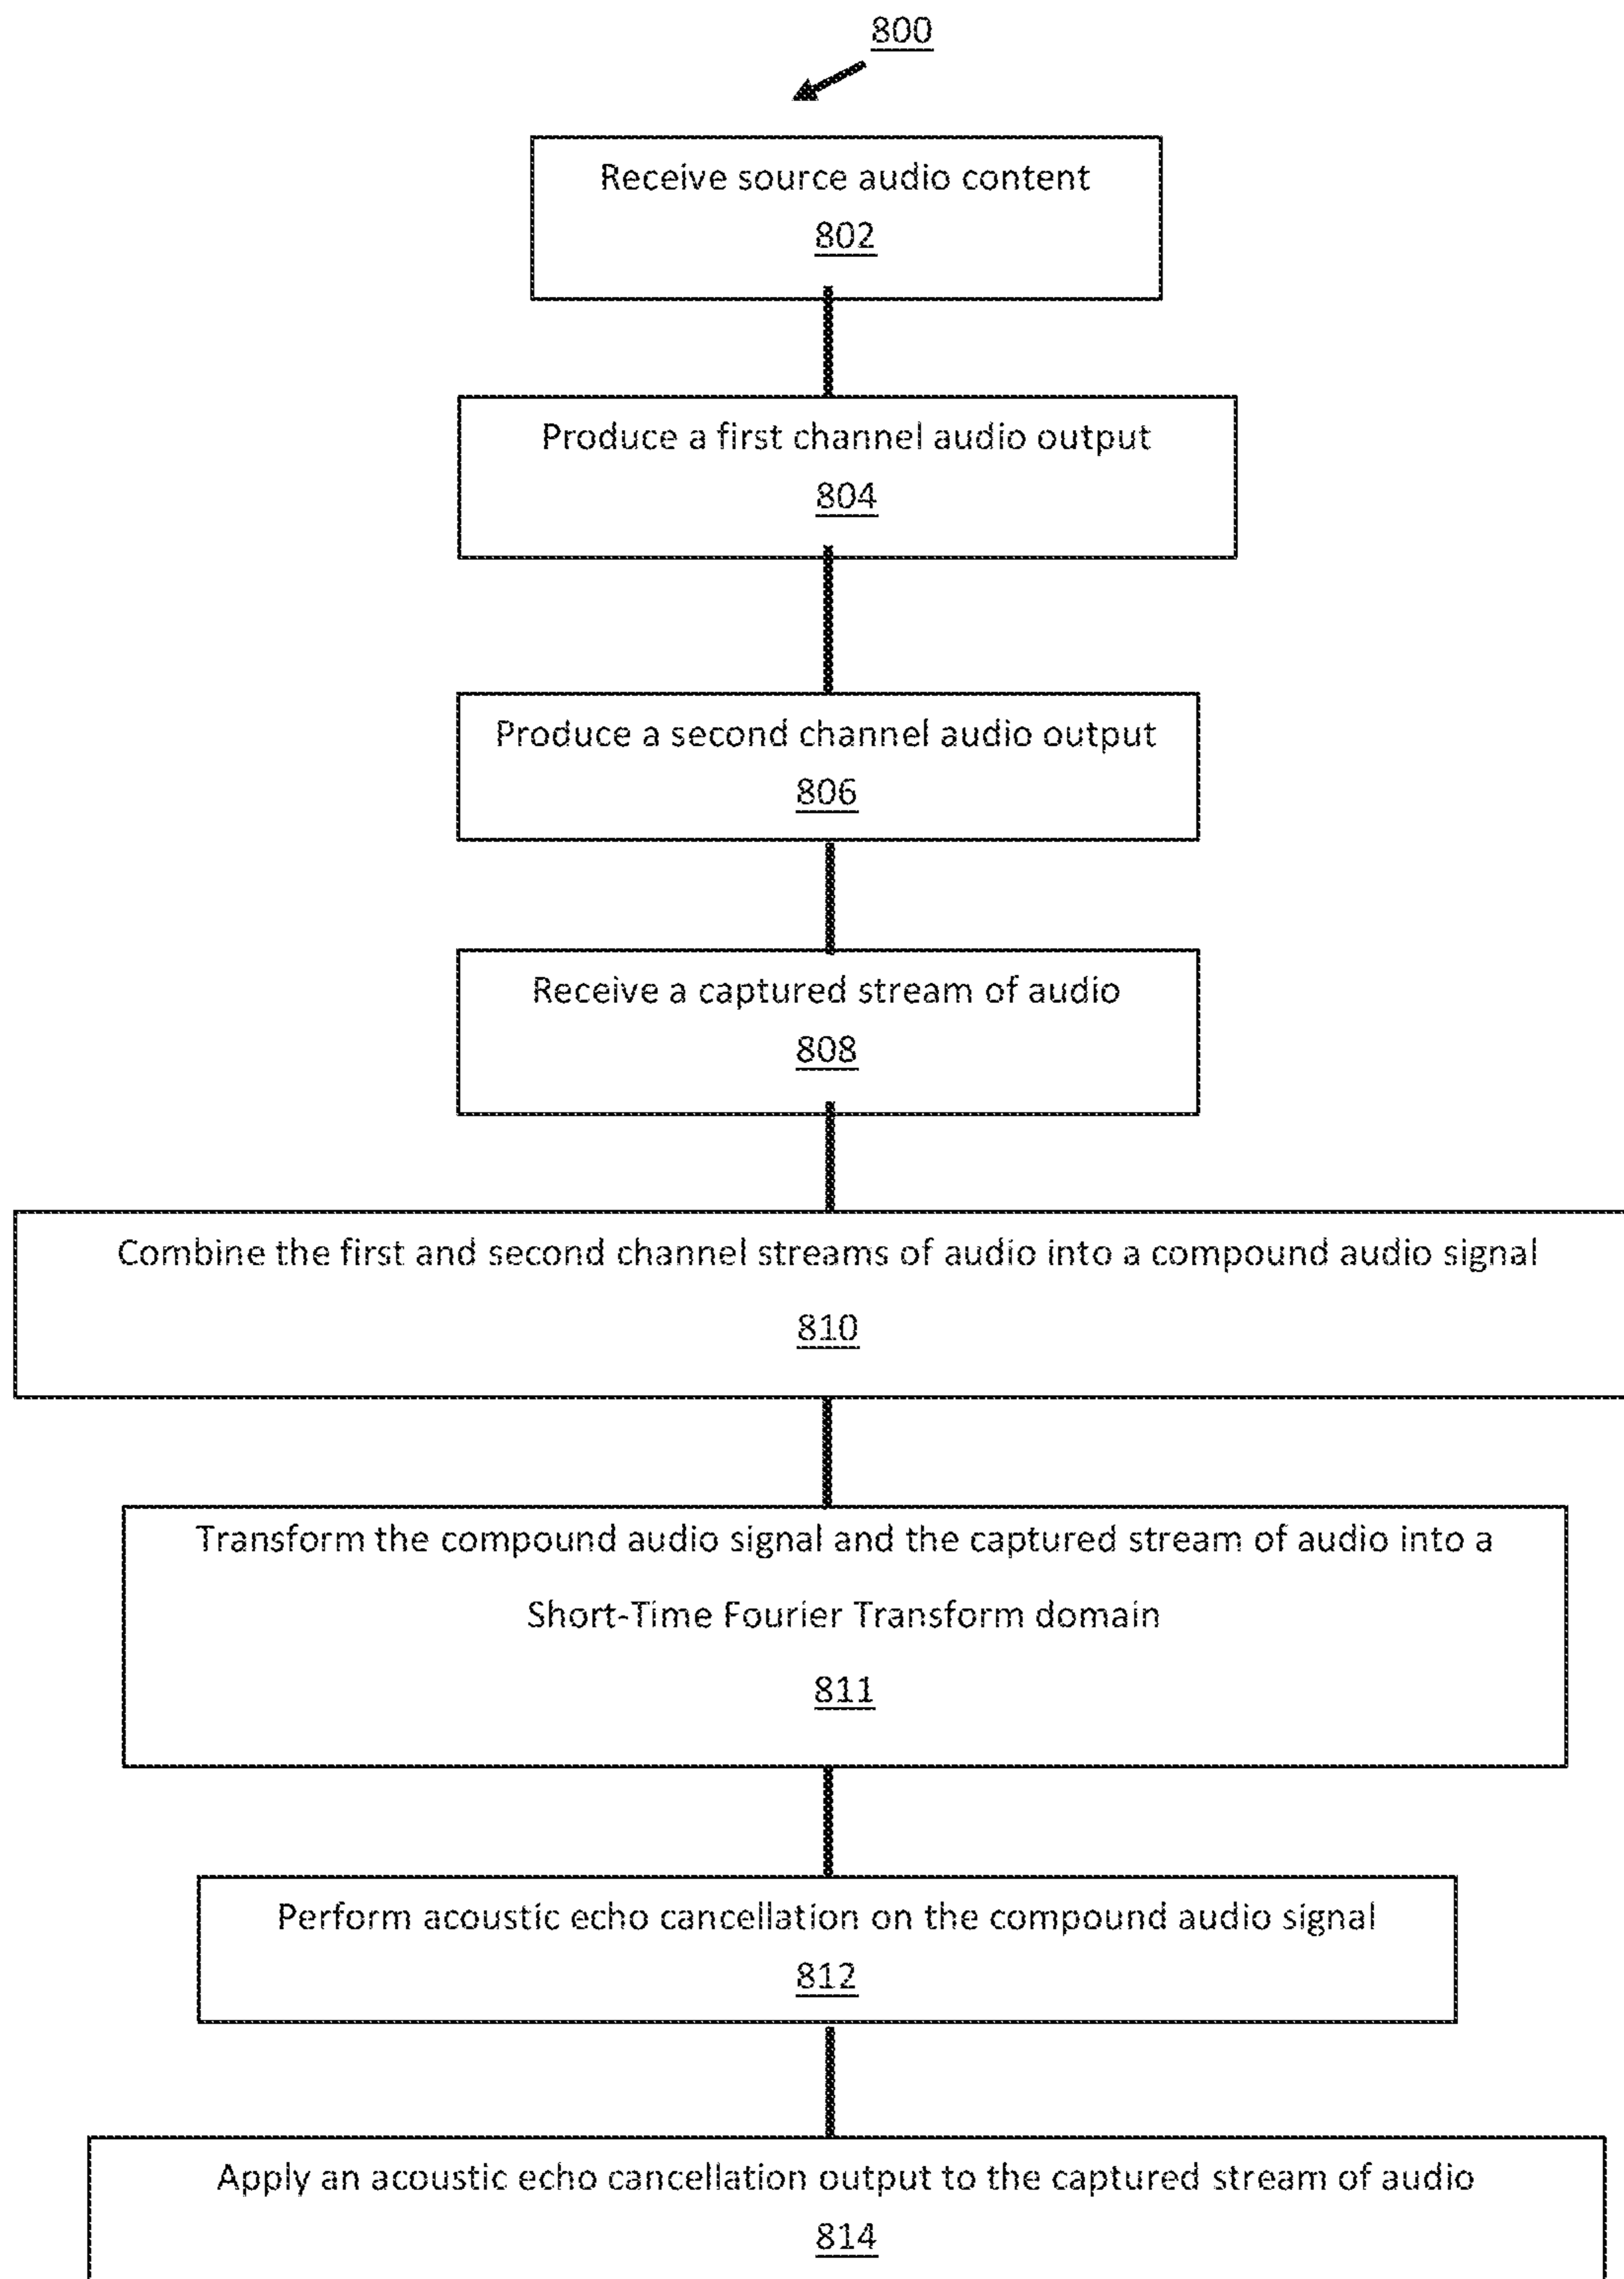 800
Receive source audio content
802
Produce a first channel audio output
804
Produce a second channel audio output
806
Receive a captured stream of audio
808
Combine the first and second channel streams of audio into a compound audio signal
810
Transform the compound audio signal and the captured stream of audio into a
Short-Time Fourier Transform domain
811
Perform acoustic echo cancellation on the compound audio signal
812
Apply an acoustic echo cancellation output to the captured stream of audio
814